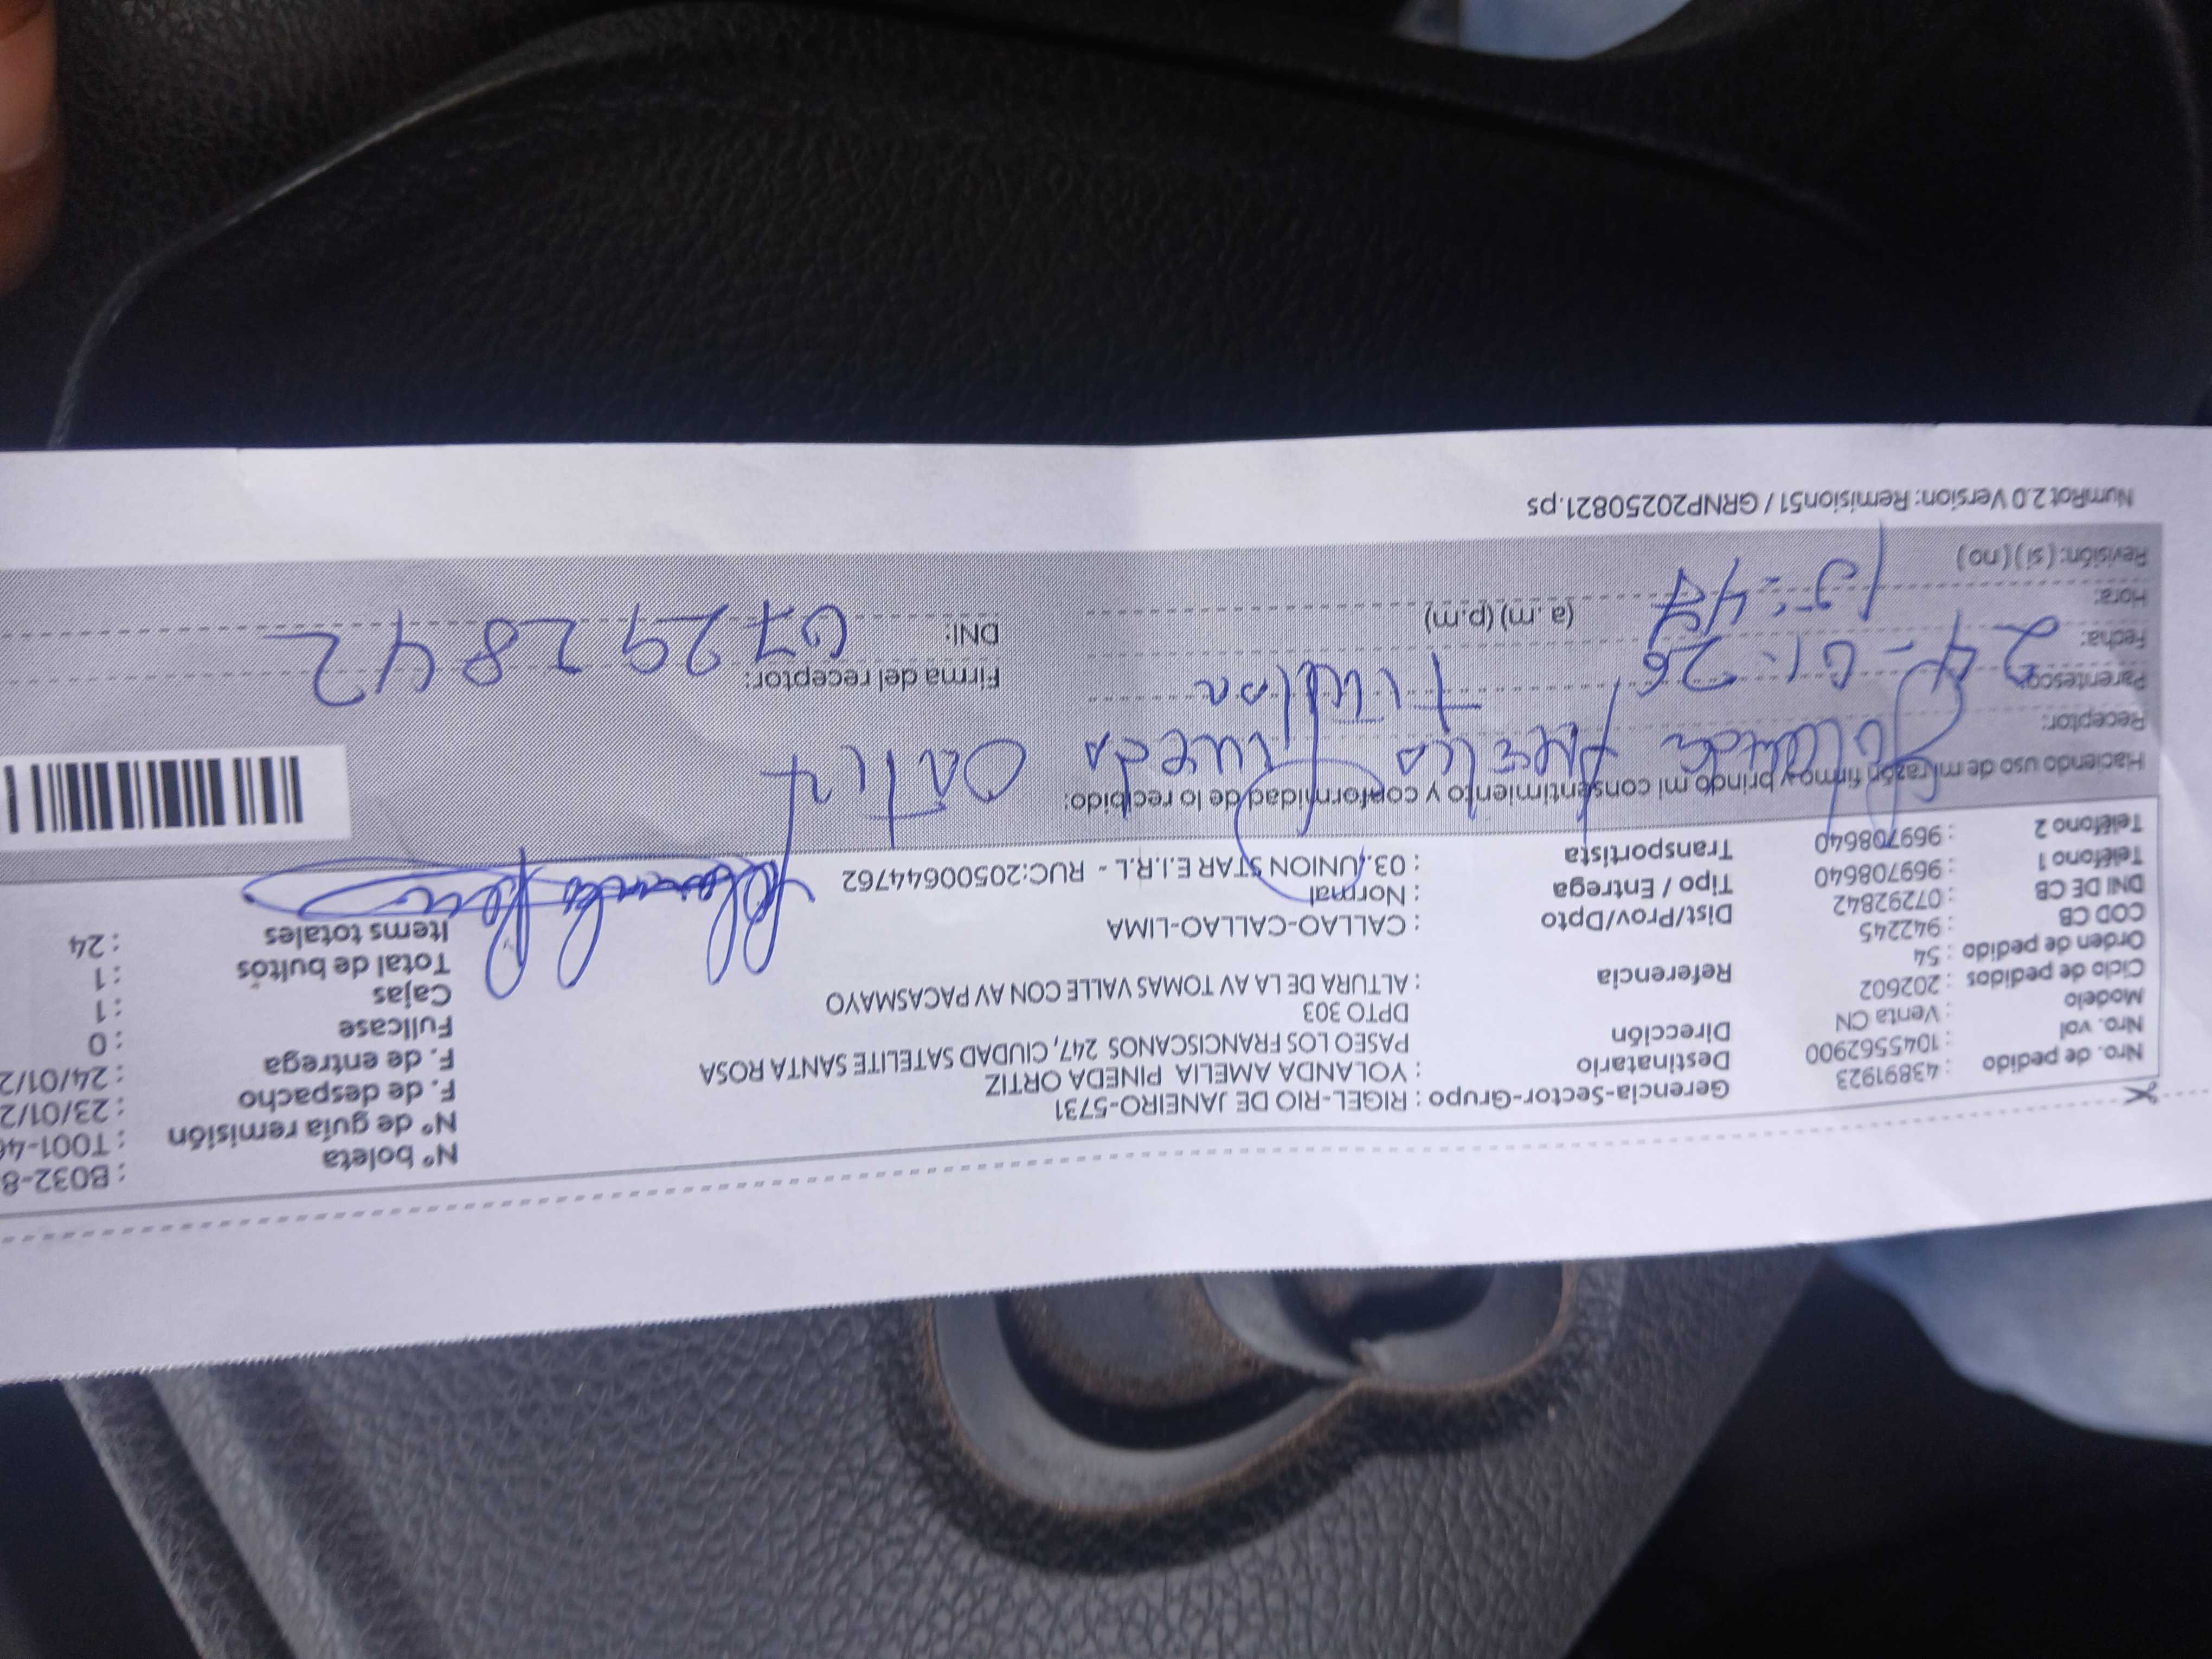 Nro. de pedido : 43891923 Gerencia-Sector-Grupo : RIGEL-RIO DE JANEIRO-5731 N° boleta : B032-8
Nro. vol : 1045562900 Destinatario : YOLANDA AMELIA PINEDA ORTIZ N° de guía remisión : T001-4
Modelo : Venta CN Dirección PASEO LOS FRANCISCANOS 247, CIUDAD SATELITE SANTA ROSA F. de despacho : 23/01/2
Ciclo de pedidos : 202602 DPTO 303 F. de entrega : 24/01/2
Orden de pedido : 54 Referencia : ALTURA DE LA AV TOMAS VALLE CON AV PACASMAYO Fullcase : 0
COD CB : 942245 Dist/Prov/Dpto : CALLAO-CALLAO-LIMA Cajas : 1
DNI DE CB : 07292842 Tipo / Entrega : Normal Total de bultos : 1
Teléfono 1 : 969708640 Transportista : 03.UNION STAR E.I.R.L - RUC:20500644762 Items totales : 24
Teléfono 2 : 969708640
Haciendo uso de mi razón firmo y brindo mi consentimiento y conformidad de lo recibido:
Receptor: Yolanda Amelia Pineda Ortiz
Parentesco: Titular Firma del receptor:
Fecha: 24-01-26 DNI: 07292842
Hora: 15:47 (a.m) (p.m)
Revisión: (si) (no)
NumRot 2.0 Version: Remision51 / GRNP20250821.ps